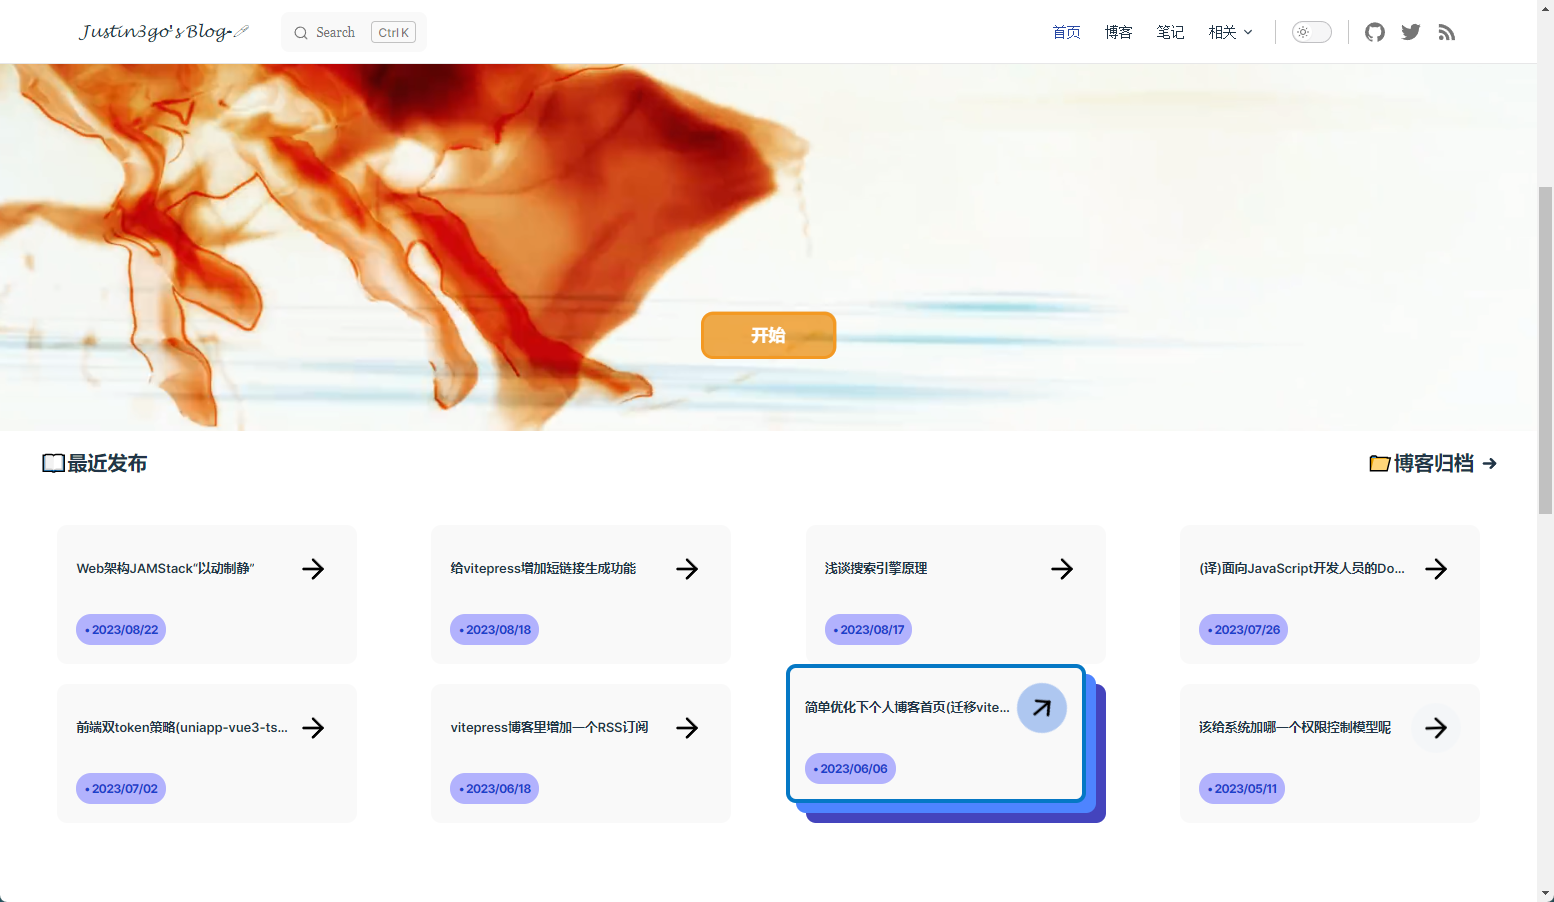 Justin3go's Blog-🖊
Search Ctrl K
首页 博客 笔记 相关
开始
📖最近发布
📂博客归档 →
Web架构JAMStack“以动制静”
• 2023/08/22
给vitepress增加短链接生成功能
• 2023/08/18
浅谈搜索引擎原理
• 2023/08/17
(译)面向JavaScript开发人员的Do...
• 2023/07/26
前端双token策略(uniapp-vue3-ts...
• 2023/07/02
vitepress博客里增加一个RSS订阅
• 2023/06/18
简单优化下个人博客首页(迁移vite...
• 2023/06/06
该给系统加哪一个权限控制模型呢
• 2023/05/11